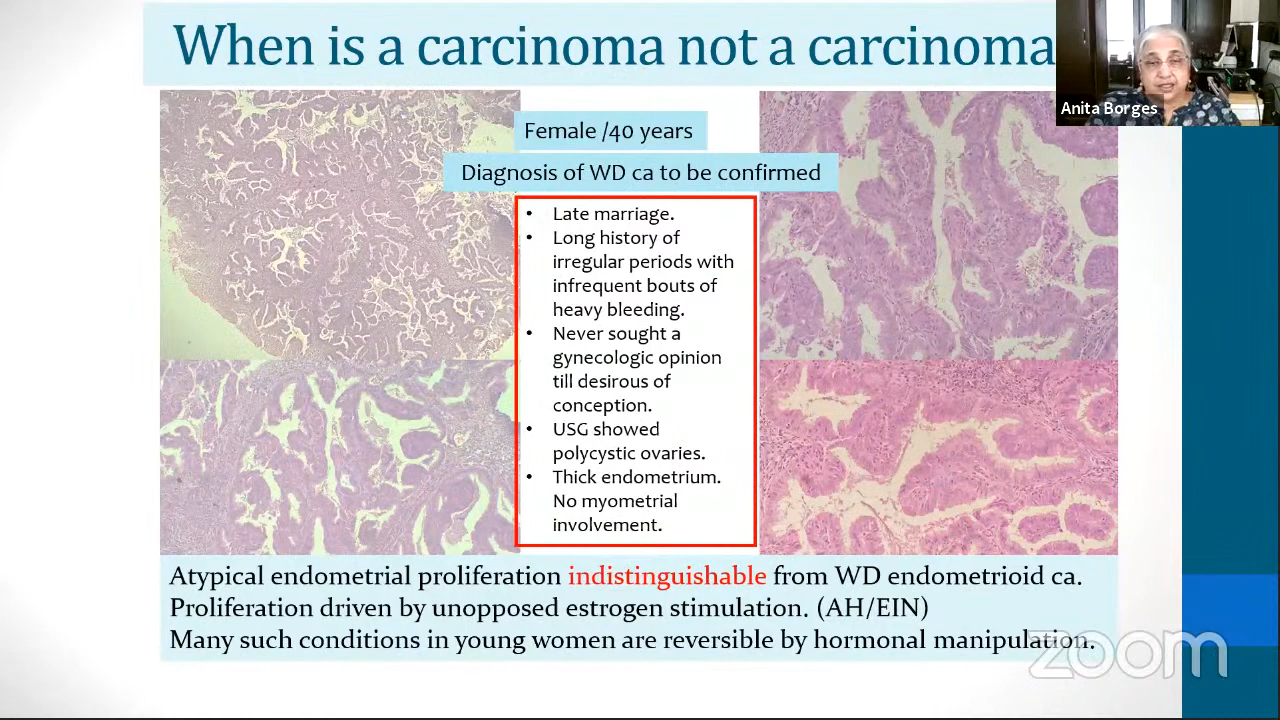 When is a carcinoma not a carcinoma
Anita Borges
Female /40 years
Diagnosis of WD ca to be confirmed
• Late marriage.
• Long history of
irregular periods with
infrequent bouts of
heavy bleeding.
• Never sought a
gynecologic opinion
till desirous of
conception.
• USG showed
polycystic ovaries.
• Thick endometrium.
No myometrial
involvement.
Atypical endometrial proliferation indistinguishable from WD endometrioid ca.
Proliferation driven by unopposed estrogen stimulation. (AH/EIN)
Many such conditions in young women are reversible by hormonal manipulation.
zoom